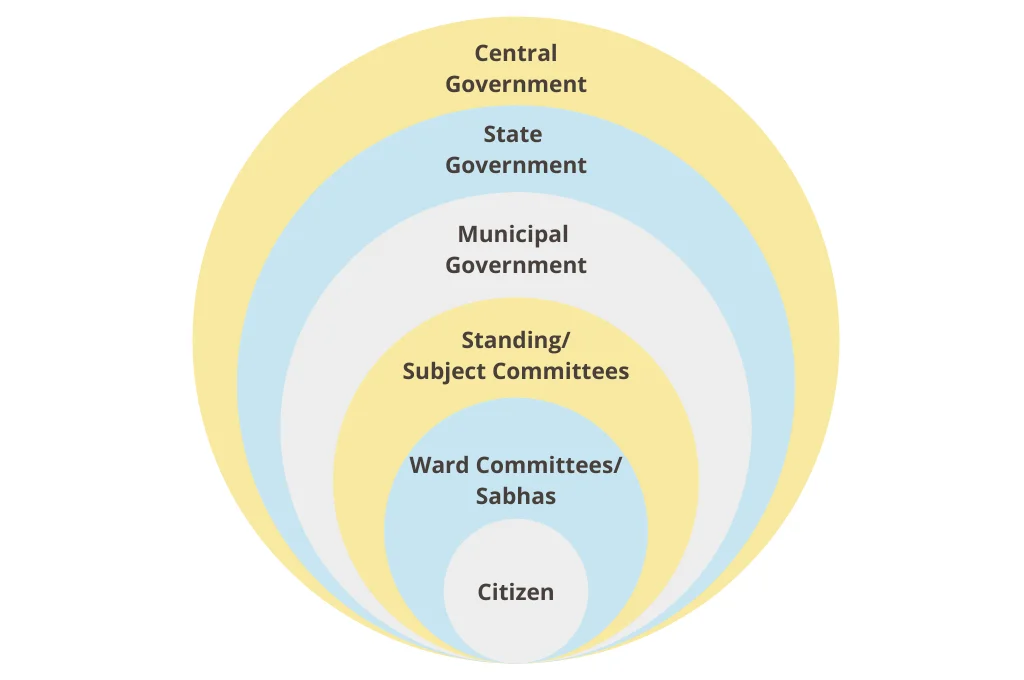 Central
Government
State
Government
Municipal
Government
Standing/
Subject Committees
Ward Committees/
Sabhas
Citizen